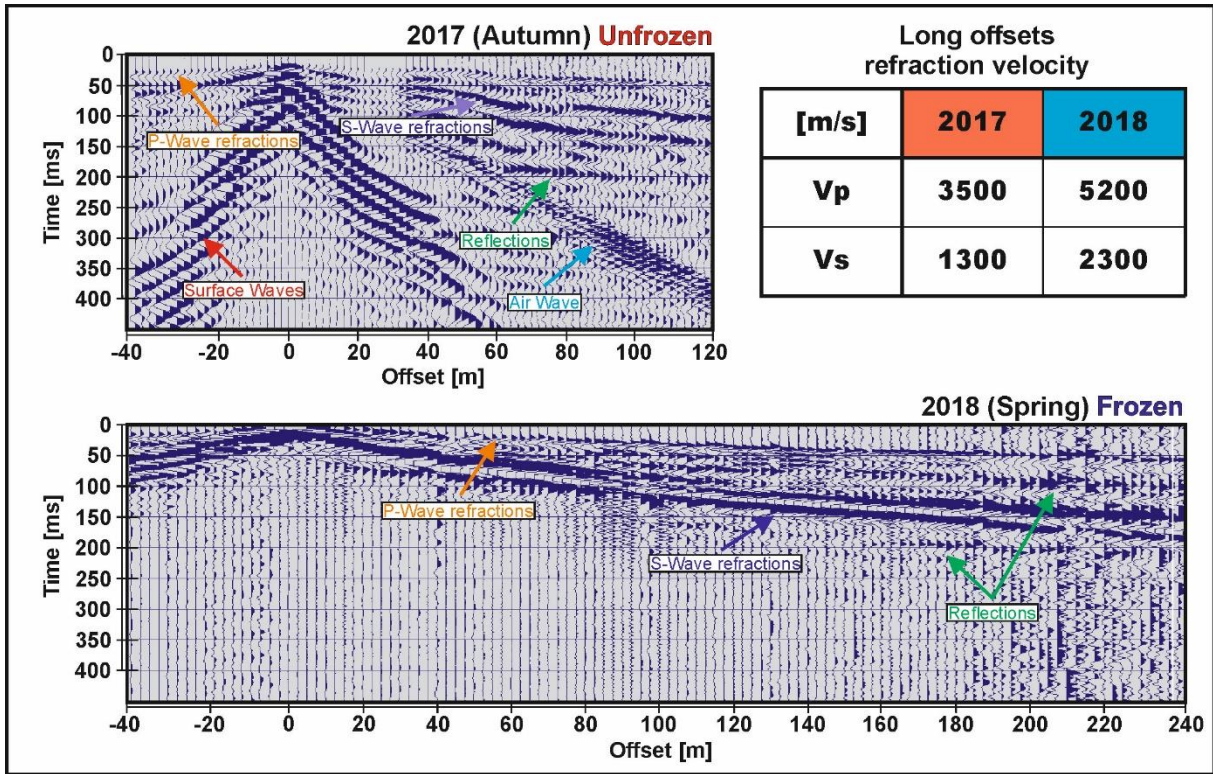 2017 (Autumn) Unfrozen
0
50
100
150
200
250
300
350
400
Time [ms]
P-Wave refractions
S-Wave refractions
Reflections
Surface Waves
Air Wave
-40 -20 0 20 40 60 80 100 120
Offset [m]
Long offsets
refraction velocity
[m/s] 2017 2018
Vp 3500 5200
Vs 1300 2300
2018 (Spring) Frozen
0
50
100
150
200
250
300
350
400
Time [ms]
P-Wave refractions
S-Wave refractions
Reflections
-40 -20 0 20 40 60 80 100 120 140 160 180 200 220 240
Offset [m]